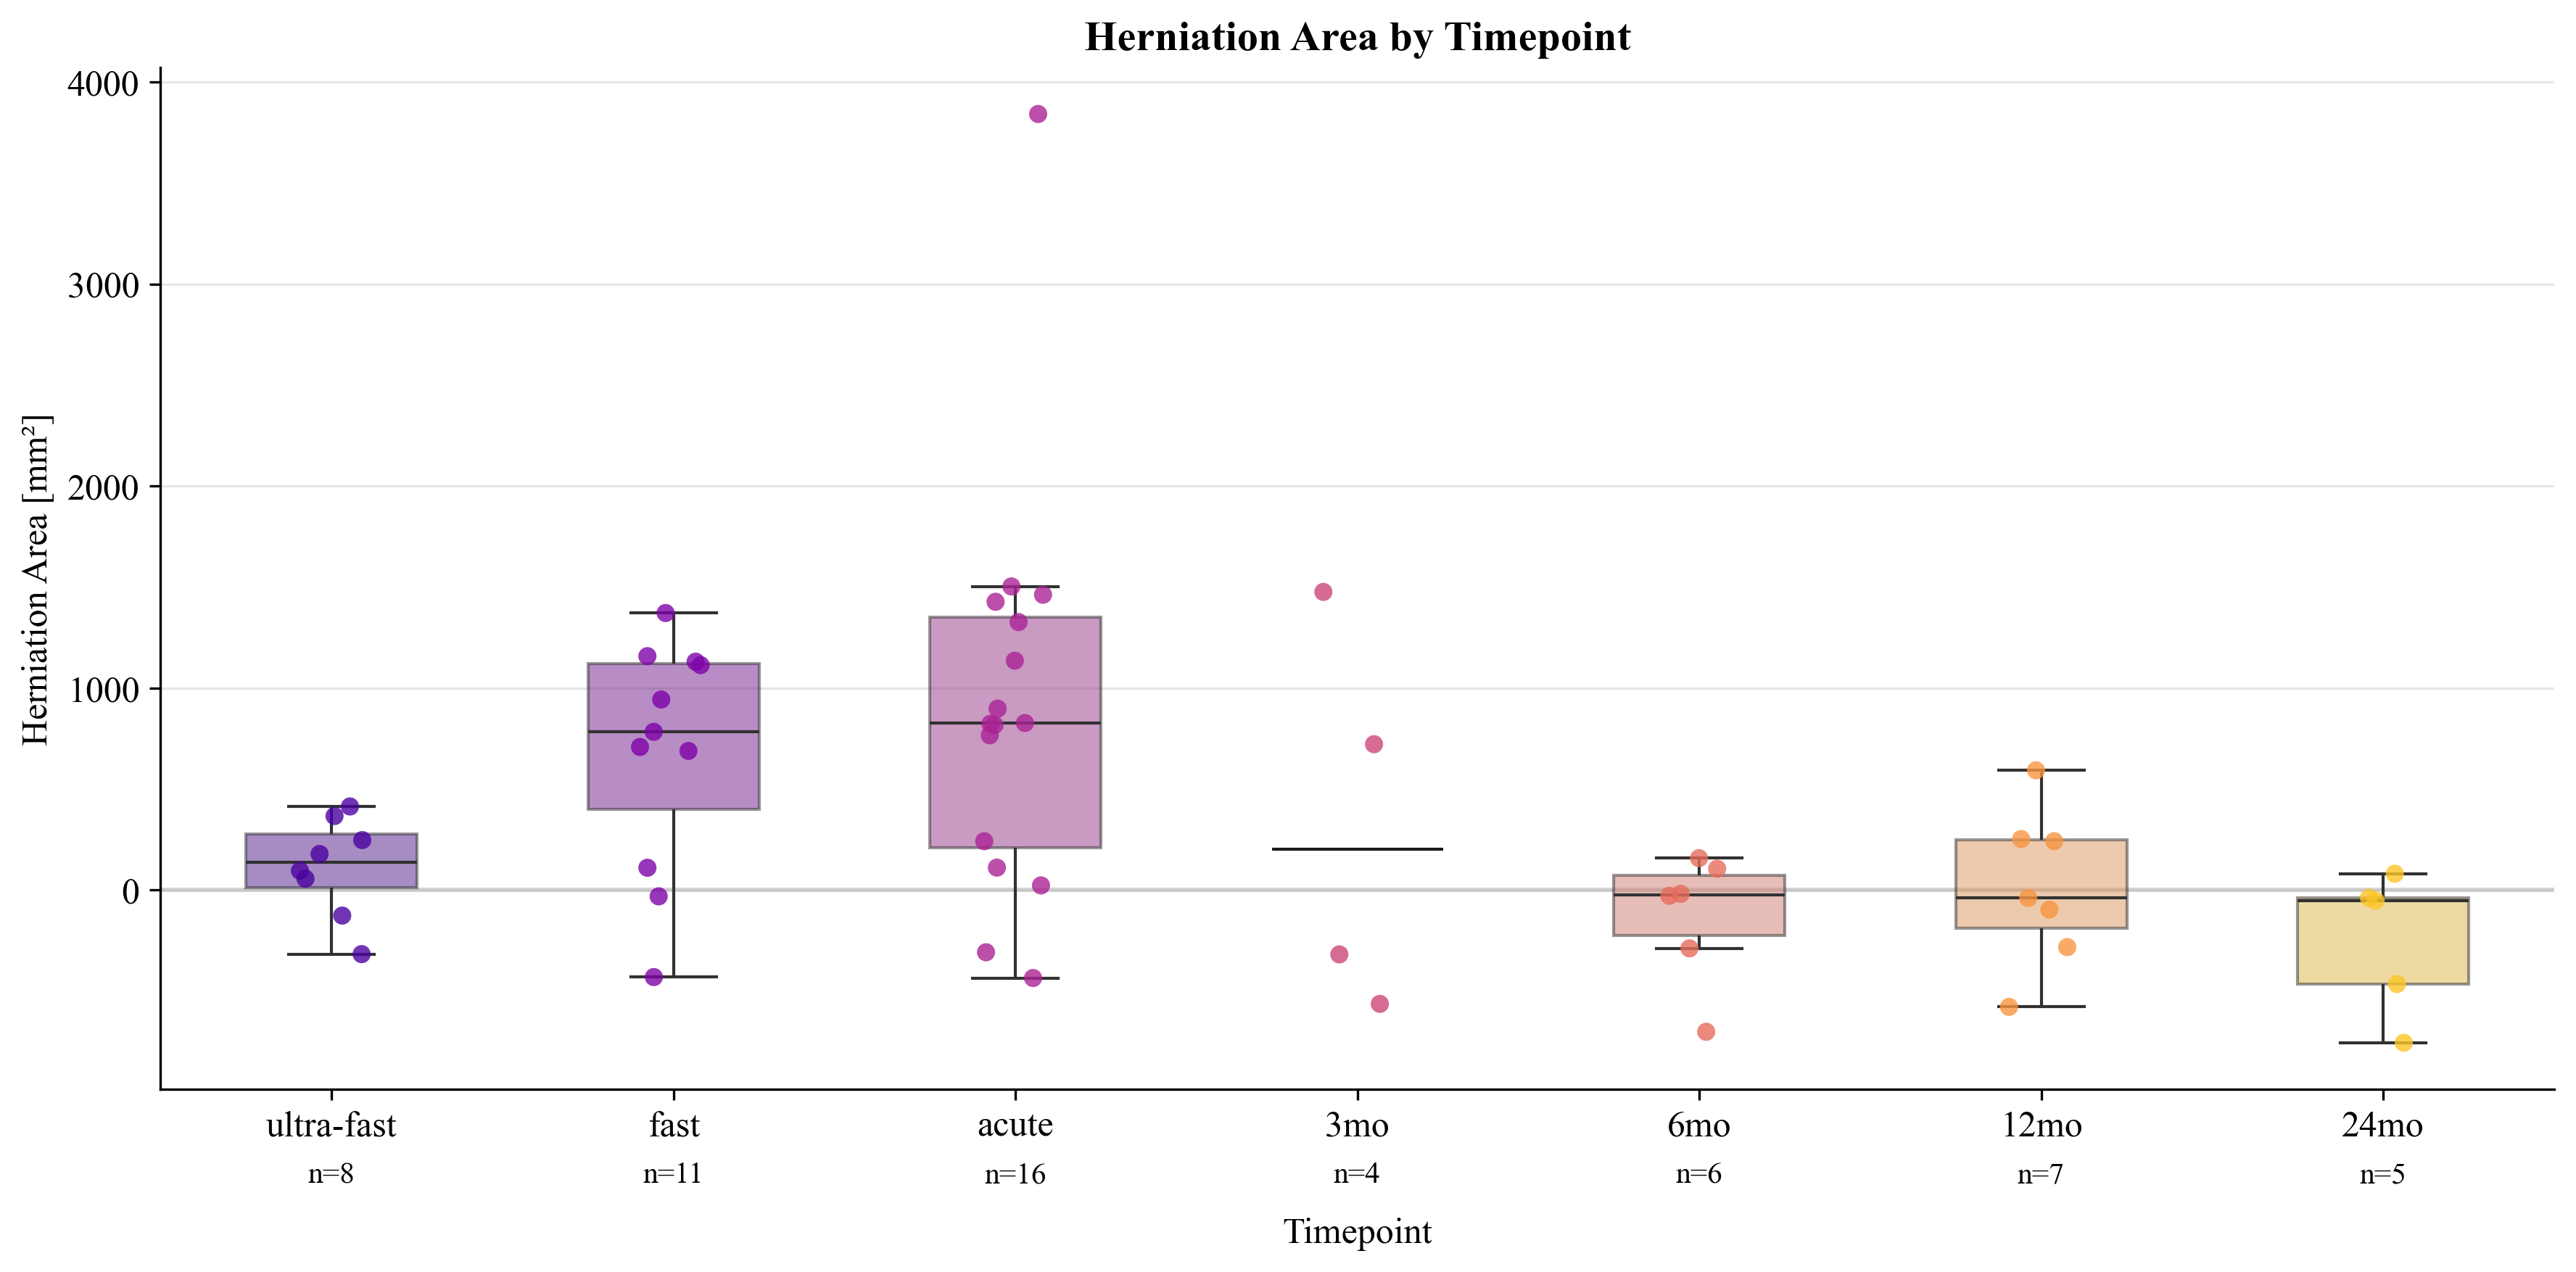 Herniation Area by Timepoint
Herniation Area [mm²]
4000
3000
2000
1000
0
ultra-fast fast acute 3mo 6mo 12mo 24mo
n=8 n=11 n=16 n=4 n=6 n=7 n=5
Timepoint